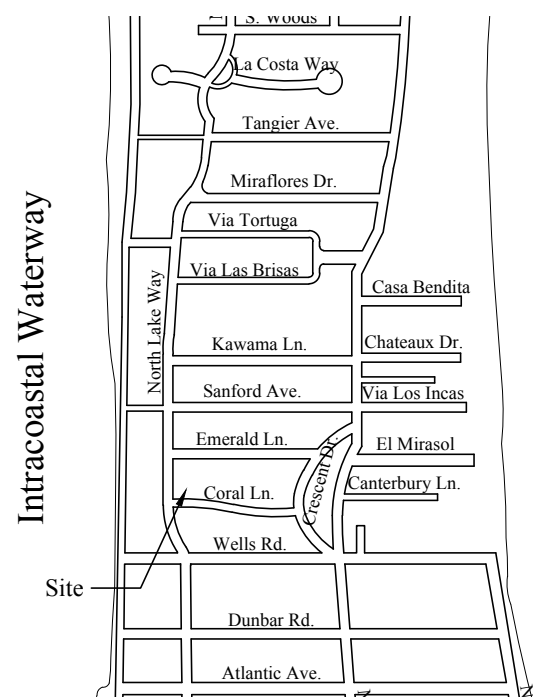 S. Woods
La Costa Way
Tangier Ave.
Miraflores Dr.
Via Tortuga
Via Las Brisas
Casa Bendita
North Lake Way
Intracoastal Waterway
Kawama Ln.
Chateaux Dr.
Sanford Ave.
Via Los Incas
Emerald Ln.
El Mirasol
Crescent Dr.
Canterbury Ln.
Coral Ln.
Wells Rd.
Site
Dunbar Rd.
Atlantic Ave.